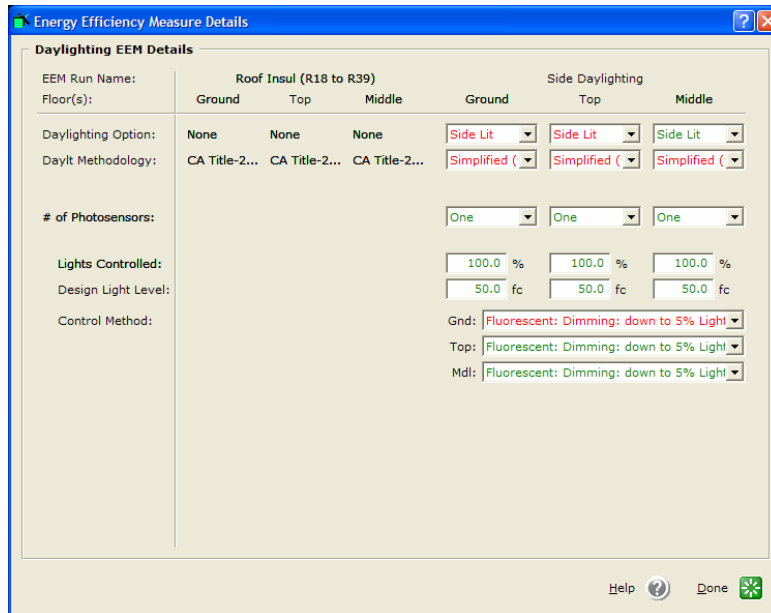 Energy Efficiency Measure Details
Daylighting EEM Details
EEM Run Name: Roof Insul (R18 to R39) Side Daylighting
Floor(s): Ground Top Middle Ground Top Middle
Daylighting Option: None None None Side Lit Side Lit Side Lit
Daylt Methodology: CA Title-2... CA Title-2... CA Title-2... Simplified ( Simplified ( Simplified (
# of Photosensors: One One One
Lights Controlled: 100.0 % 100.0 % 100.0 %
Design Light Level: 50.0 fc 50.0 fc 50.0 fc
Control Method: Gnd: Fluorescent: Dimming: down to 5% Light
Top: Fluorescent: Dimming: down to 5% Light
Mdl: Fluorescent: Dimming: down to 5% Light
Help Done